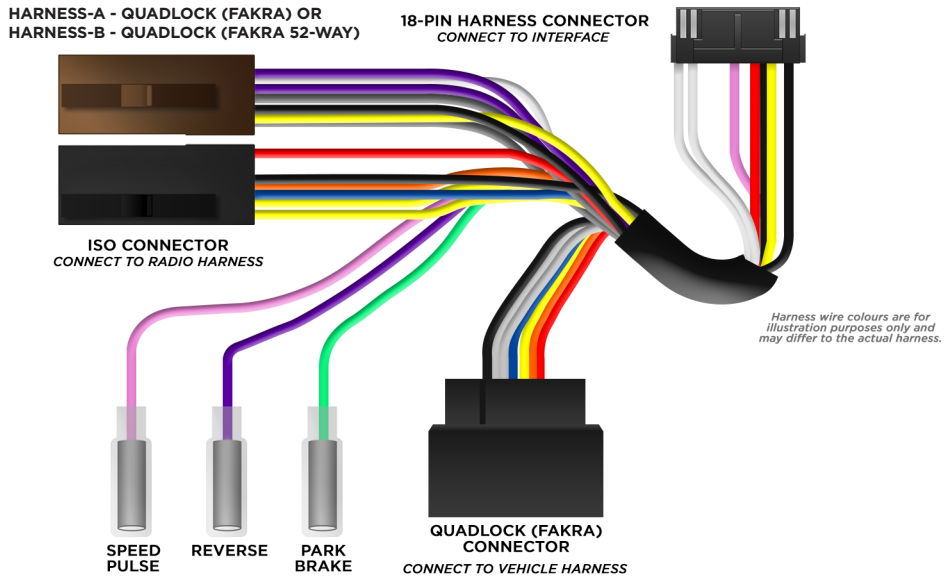 HARNESS-A - QUADLOCK (FAKRA) OR
HARNESS-B - QUADLOCK (FAKRA 52-WAY)
18-PIN HARNESS CONNECTOR
CONNECT TO INTERFACE
ISO CONNECTOR
CONNECT TO RADIO HARNESS
Harness wire colours are for
illustration purposes only and
may differ to the actual harness.
SPEED
PULSE
REVERSE
PARK
BRAKE
QUADLOCK (FAKRA)
CONNECTOR
CONNECT TO VEHICLE HARNESS